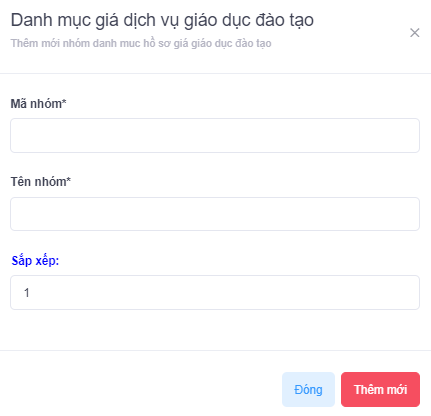 Danh mục giá dịch vụ giáo dục đào tạo
Thêm mới nhóm danh muc hồ sơ giá giáo dục đào tạo
Mã nhóm*
Tên nhóm*
Sắp xếp:
1
Đóng
Thêm mới